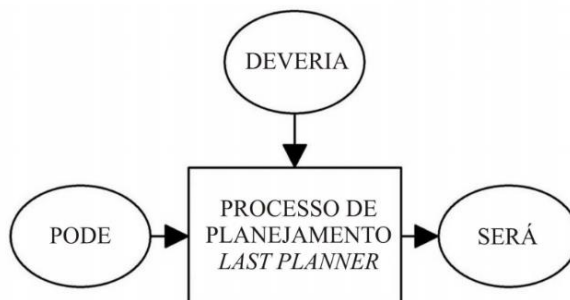 DEVERIA
PODE
PROCESSO DE
PLANEJAMENTO
LAST PLANNER
SERÁ